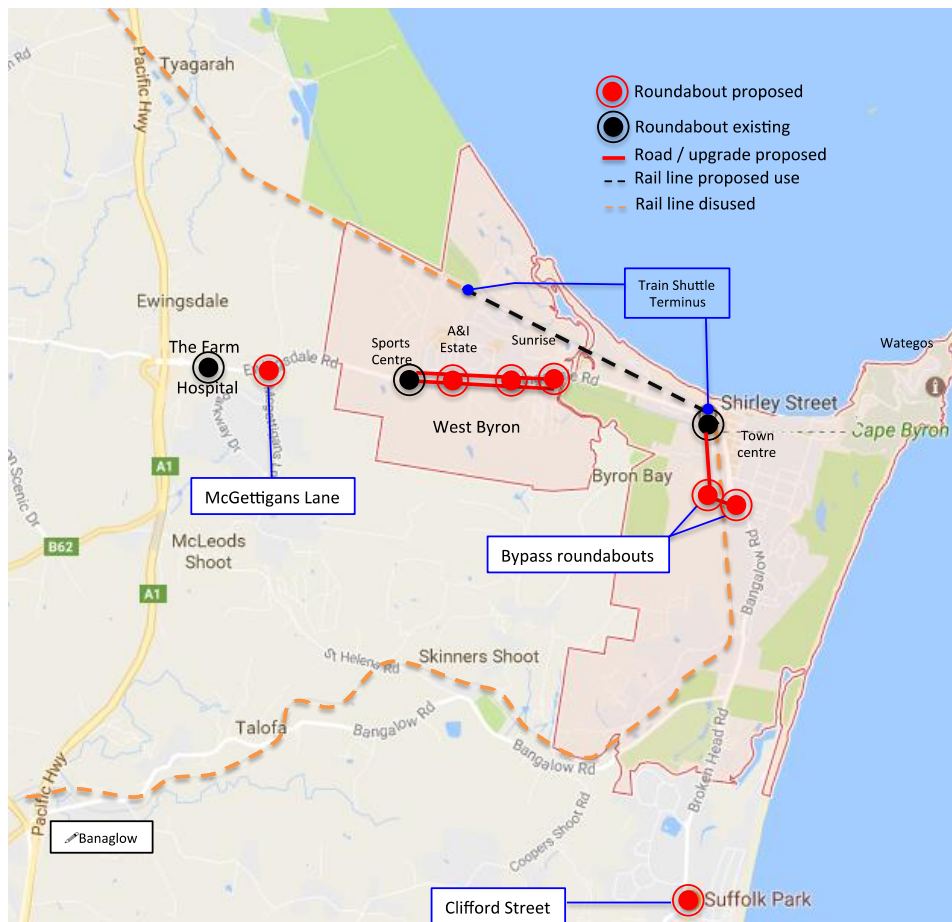 Pacific Hwy
Tyagarah
Roundabout proposed
Roundabout existing
Road / upgrade proposed
Rail line proposed use
Rail line disused
Train Shuttle
Terminus
Ewingsdale
The Farm
Hospital
Sports
Centre
A&I
Estate
Sunrise
Rd
Wategos
Shirley Street
Town
centre
Cape Byron
West Byron
Byron Bay
McGettigans Lane
A1
Scenic Dr
B62
McLeods
Shoot
Bypass roundabouts
Bangalow Rd
A1
Skinners Shoot
St Helena Rd
Talofa
Bangalow Rd
Bangalow Rd
Broken Head Rd
Coopers Shoot Rd
Pacific Hwy
Banaglow
Clifford Street
Suffolk Park